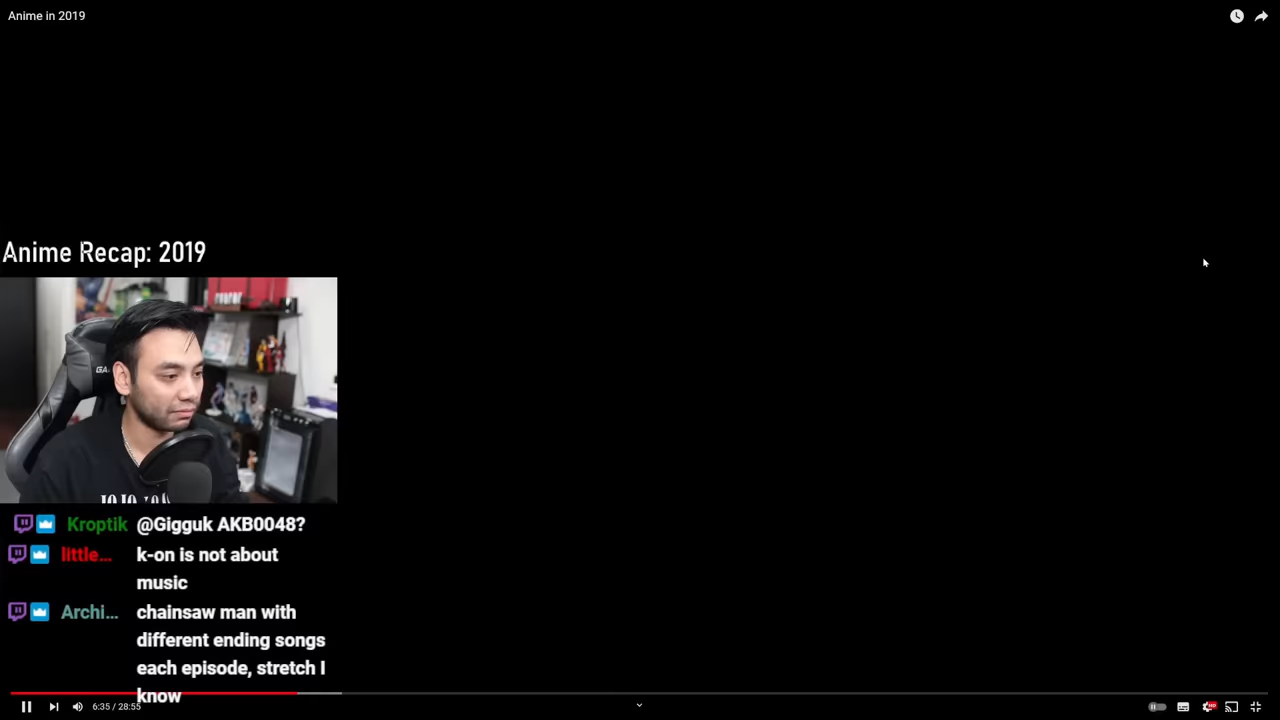 Anime in 2019
Anime Recap: 2019
Kroptik @Gigguk AKB0048?
little... k-on is not about
music
Archi... chainsaw man with
different ending songs
each episode, stretch I
know
6:35 / 28:55
HD